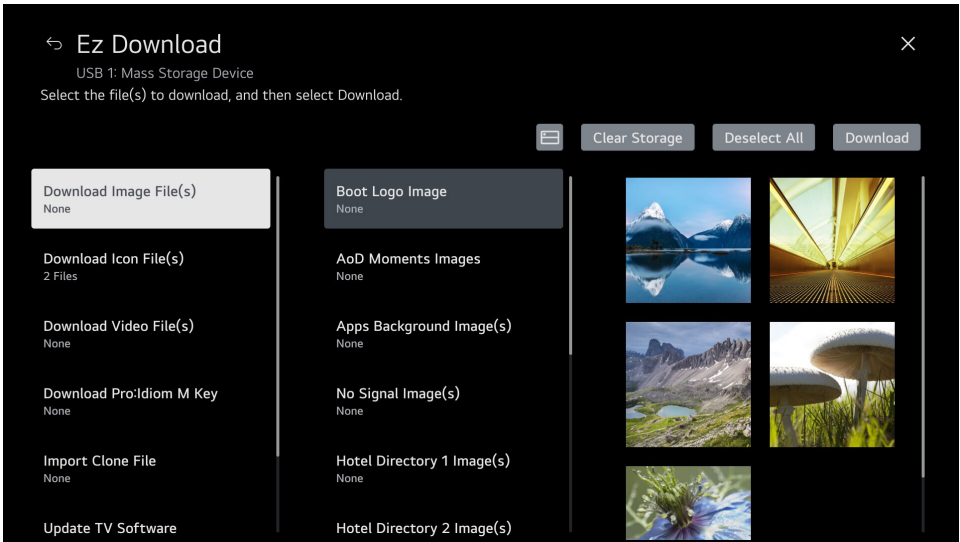 Ez Download
USB 1: Mass Storage Device
Select the file(s) to download, and then select Download.
Clear Storage
Deselect All
Download
Download Image File(s)
None
Download Icon File(s)
2 Files
Download Video File(s)
None
Download Pro:Idiom M Key
None
Import Clone File
None
Update TV Software
Boot Logo Image
None
AoD Moments Images
None
Apps Background Image(s)
None
No Signal Image(s)
None
Hotel Directory 1 Image(s)
None
Hotel Directory 2 Image(s)